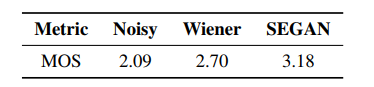 Metric Noisy Wiener SEGAN
MOS 2.09 2.70 3.18